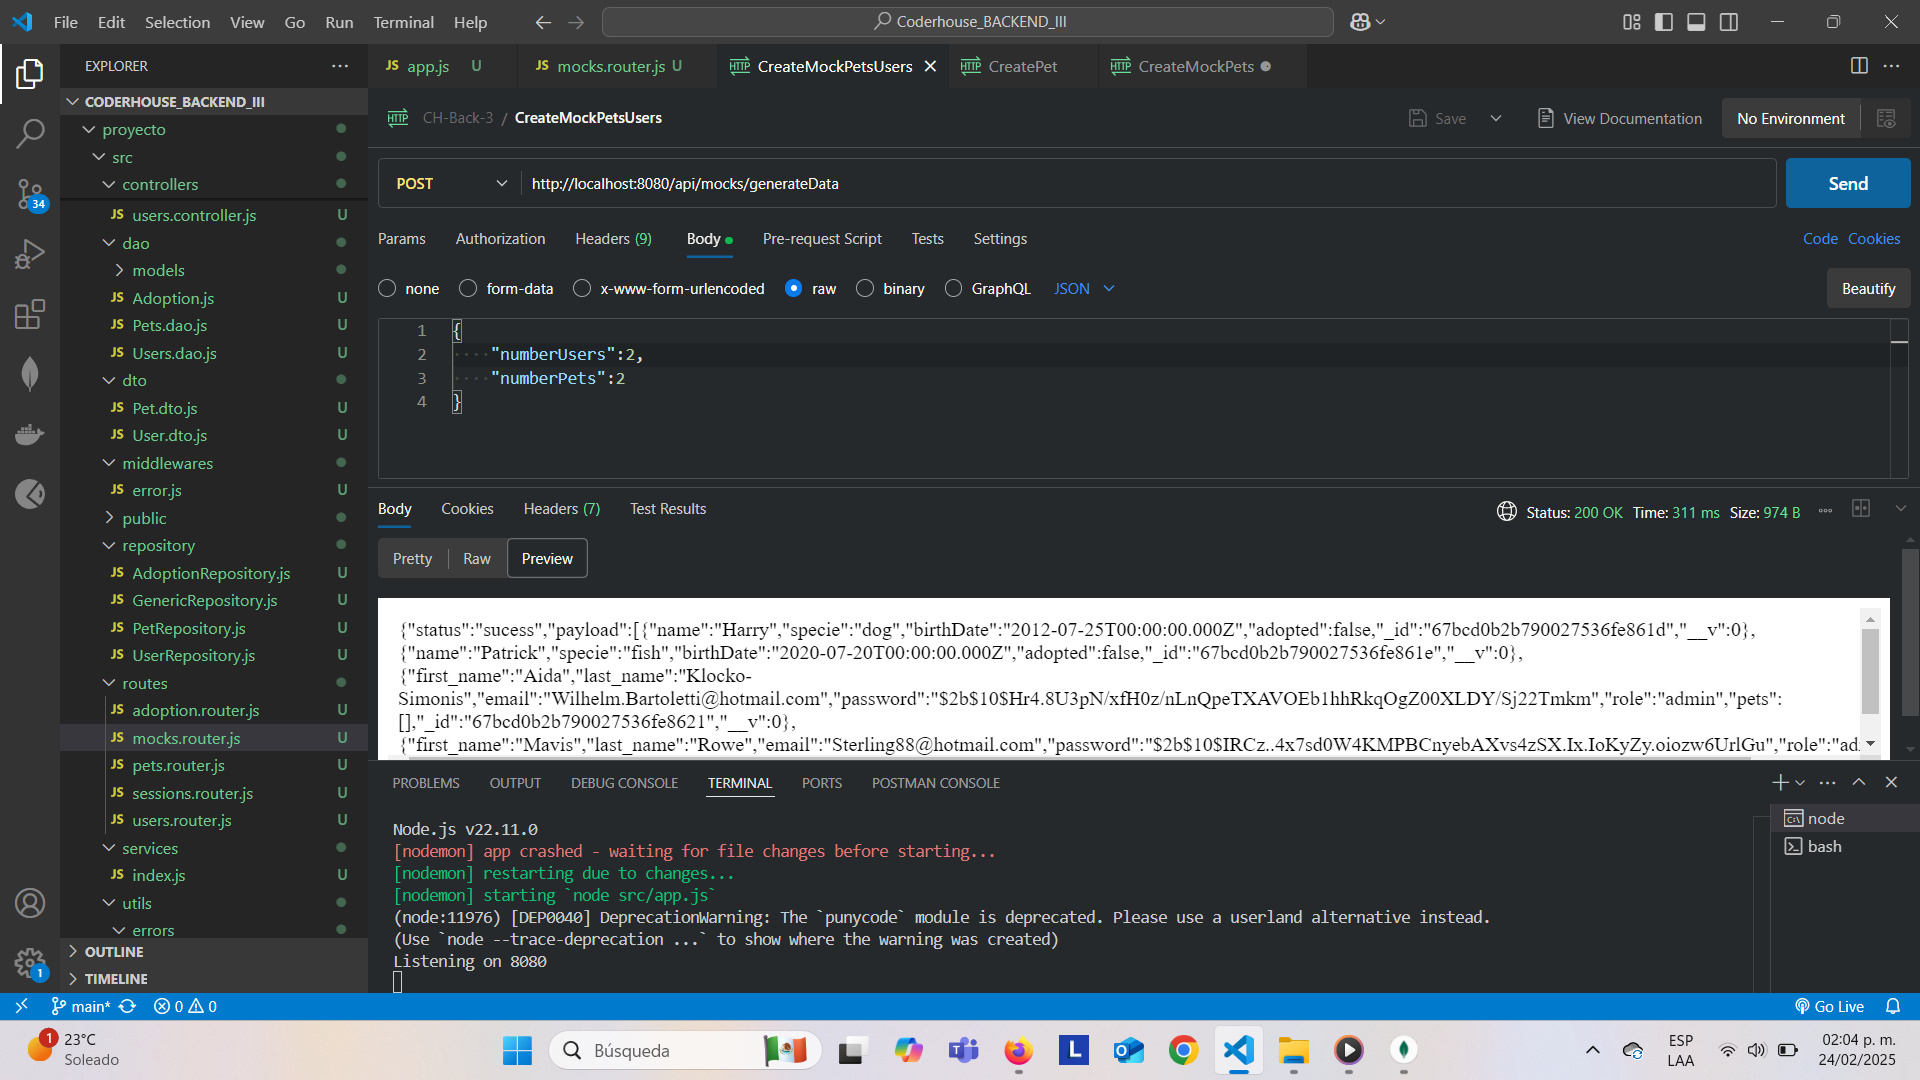 File Edit Selection View Go Run Terminal Help
Coderhouse_BACKEND_III
EXPLORER
JS app.js U
JS mocks.router.js U
HTTP CreateMockPetsUsers
HTTP CreatePet
HTTP CreateMockPets
CODERHOUSE_BACKEND_III
proyecto
src
controllers
JS users.controller.js U
dao
models
JS Adoption.js U
JS Pets.dao.js U
JS Users.dao.js U
dto
JS Pet.dto.js U
JS User.dto.js U
middlewares
JS error.js U
public
repository
JS AdoptionRepository.js U
JS GenericRepository.js U
JS PetRepository.js U
JS UserRepository.js U
routes
JS adoption.router.js U
JS mocks.router.js U
JS pets.router.js U
JS sessions.router.js U
JS users.router.js U
services
JS index.js U
utils
errors
OUTLINE
TIMELINE
34
1
HTTP CH-Back-3 / CreateMockPetsUsers
Save
View Documentation
No Environment
POST http://localhost:8080/api/mocks/generateData
Send
Params Authorization Headers (9) Body Pre-request Script Tests Settings
Code Cookies
none form-data x-www-form-urlencoded raw binary GraphQL JSON
Beautify
1 {
2 ····"numberUsers":2,
3 ····"numberPets":2
4 }
Body Cookies Headers (7) Test Results
Status: 200 OK Time: 311 ms Size: 974 B
Pretty Raw Preview
{"status":"sucess","payload":[{"name":"Harry","specie":"dog","birthDate":"2012-07-25T00:00:00.000Z","adopted":false,"_id":"67bcd0b2b790027536fe861d","__v":0},
{"name":"Patrick","specie":"fish","birthDate":"2020-07-20T00:00:00.000Z","adopted":false,"_id":"67bcd0b2b790027536fe861e","__v":0},
{"first_name":"Aida","last_name":"Klocko-
Simonis","email":"Wilhelm.Bartoletti@hotmail.com","password":"$2b$10$Hr4.8U3pN/xfH0z/nLnQpeTXAVOEb1hhRkqOgZ00XLDY/Sj22Tmkm","role":"admin","pets":
[],"_id":"67bcd0b2b790027536fe8621","__v":0},
{"first_name":"Mavis","last_name":"Rowe","email":"Sterling88@hotmail.com","password":"$2b$10$IRCz..4x7sd0W4KMPBCnyebAXvs4zSX.Ix.IoKyZy.oiozw6UrlGu","role":"ad
PROBLEMS OUTPUT DEBUG CONSOLE TERMINAL PORTS POSTMAN CONSOLE
Node.js v22.11.0
[nodemon] app crashed - waiting for file changes before starting...
[nodemon] restarting due to changes...
[nodemon] starting `node src/app.js`
(node:11976) [DEP0040] DeprecationWarning: The `punycode` module is deprecated. Please use a userland alternative instead.
(Use `node --trace-deprecation ...` to show where the warning was created)
Listening on 8080
node
bash
main* 0 0
Go Live
1
23°C
Soleado
Búsqueda
L
ESP
LAA
02:04 p. m.
24/02/2025